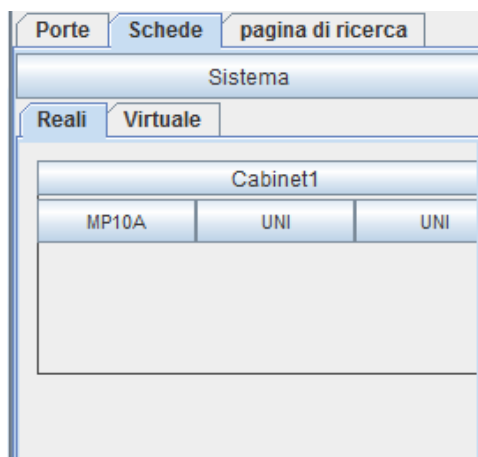 Porte Schede pagina di ricerca
Sistema
Reali Virtuale
Cabinet1
MP10A UNI UNI